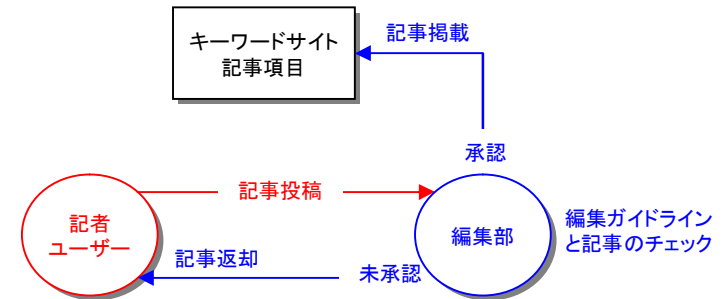 キーワードサイト
記事項目
記事掲載
承認
記事投稿
記者
ユーザー
編集部
編集ガイドライン
と記事のチェック
記事返却
未承認